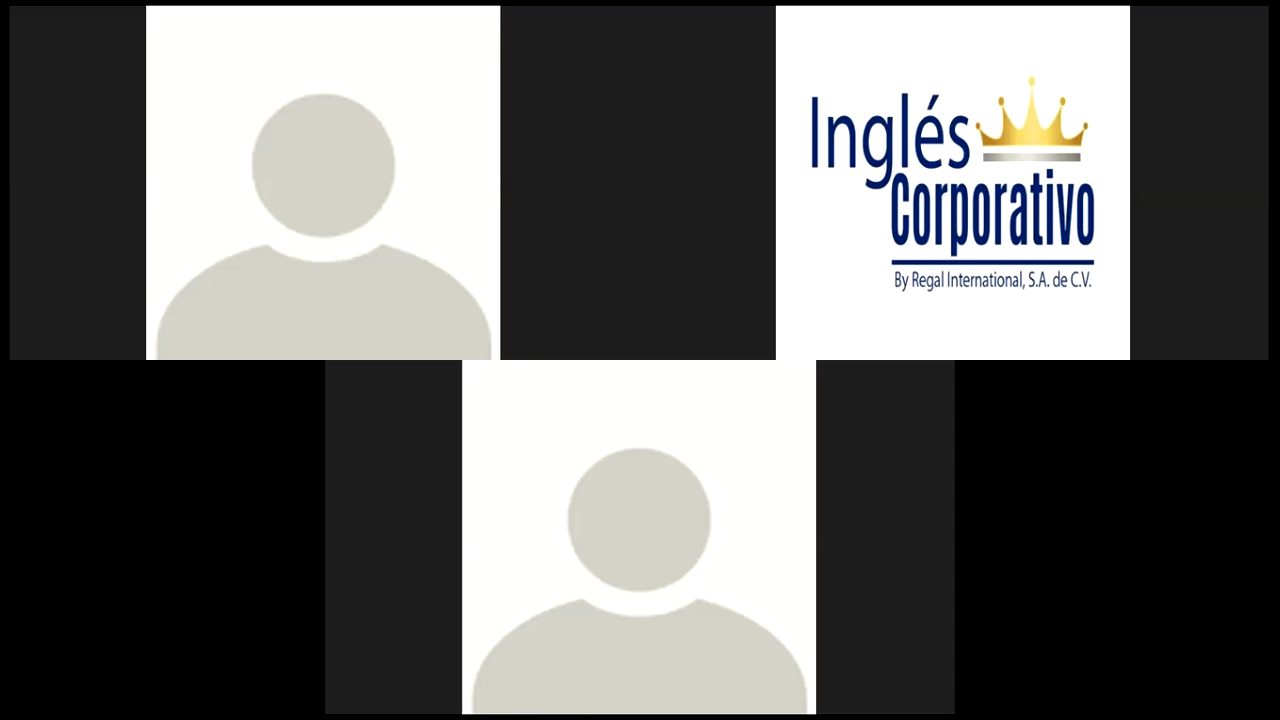 Inglés
Corporativo
By Regal International, S.A. de C.V.